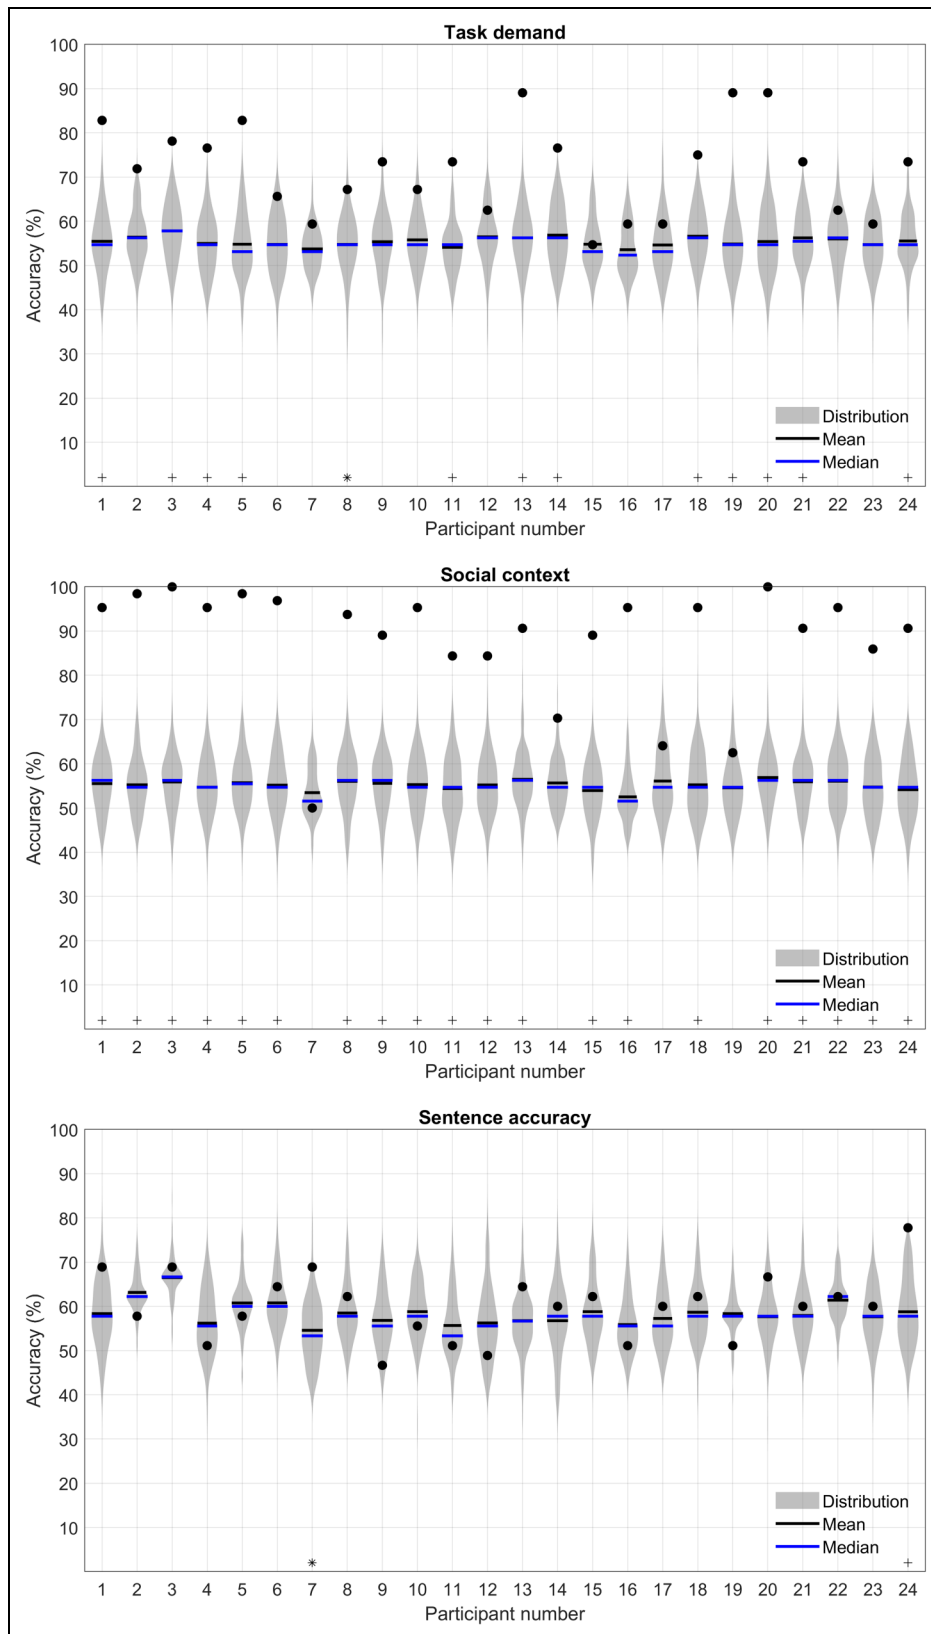 Task demand
100
90
80
70
60
50
40
30
20
10
Accuracy (%)
Distribution
Mean
Median
+ + + + * + + + + + + + +
1 2 3 4 5 6 7 8 9 10 11 12 13 14 15 16 17 18 19 20 21 22 23 24
Participant number
Social context
100
90
80
70
60
50
40
30
20
10
Accuracy (%)
Distribution
Mean
Median
+ + + + + + + + + + + + + + + + + + + + +
1 2 3 4 5 6 7 8 9 10 11 12 13 14 15 16 17 18 19 20 21 22 23 24
Participant number
Sentence accuracy
100
90
80
70
60
50
40
30
20
10
Accuracy (%)
Distribution
Mean
Median
* +
1 2 3 4 5 6 7 8 9 10 11 12 13 14 15 16 17 18 19 20 21 22 23 24
Participant number